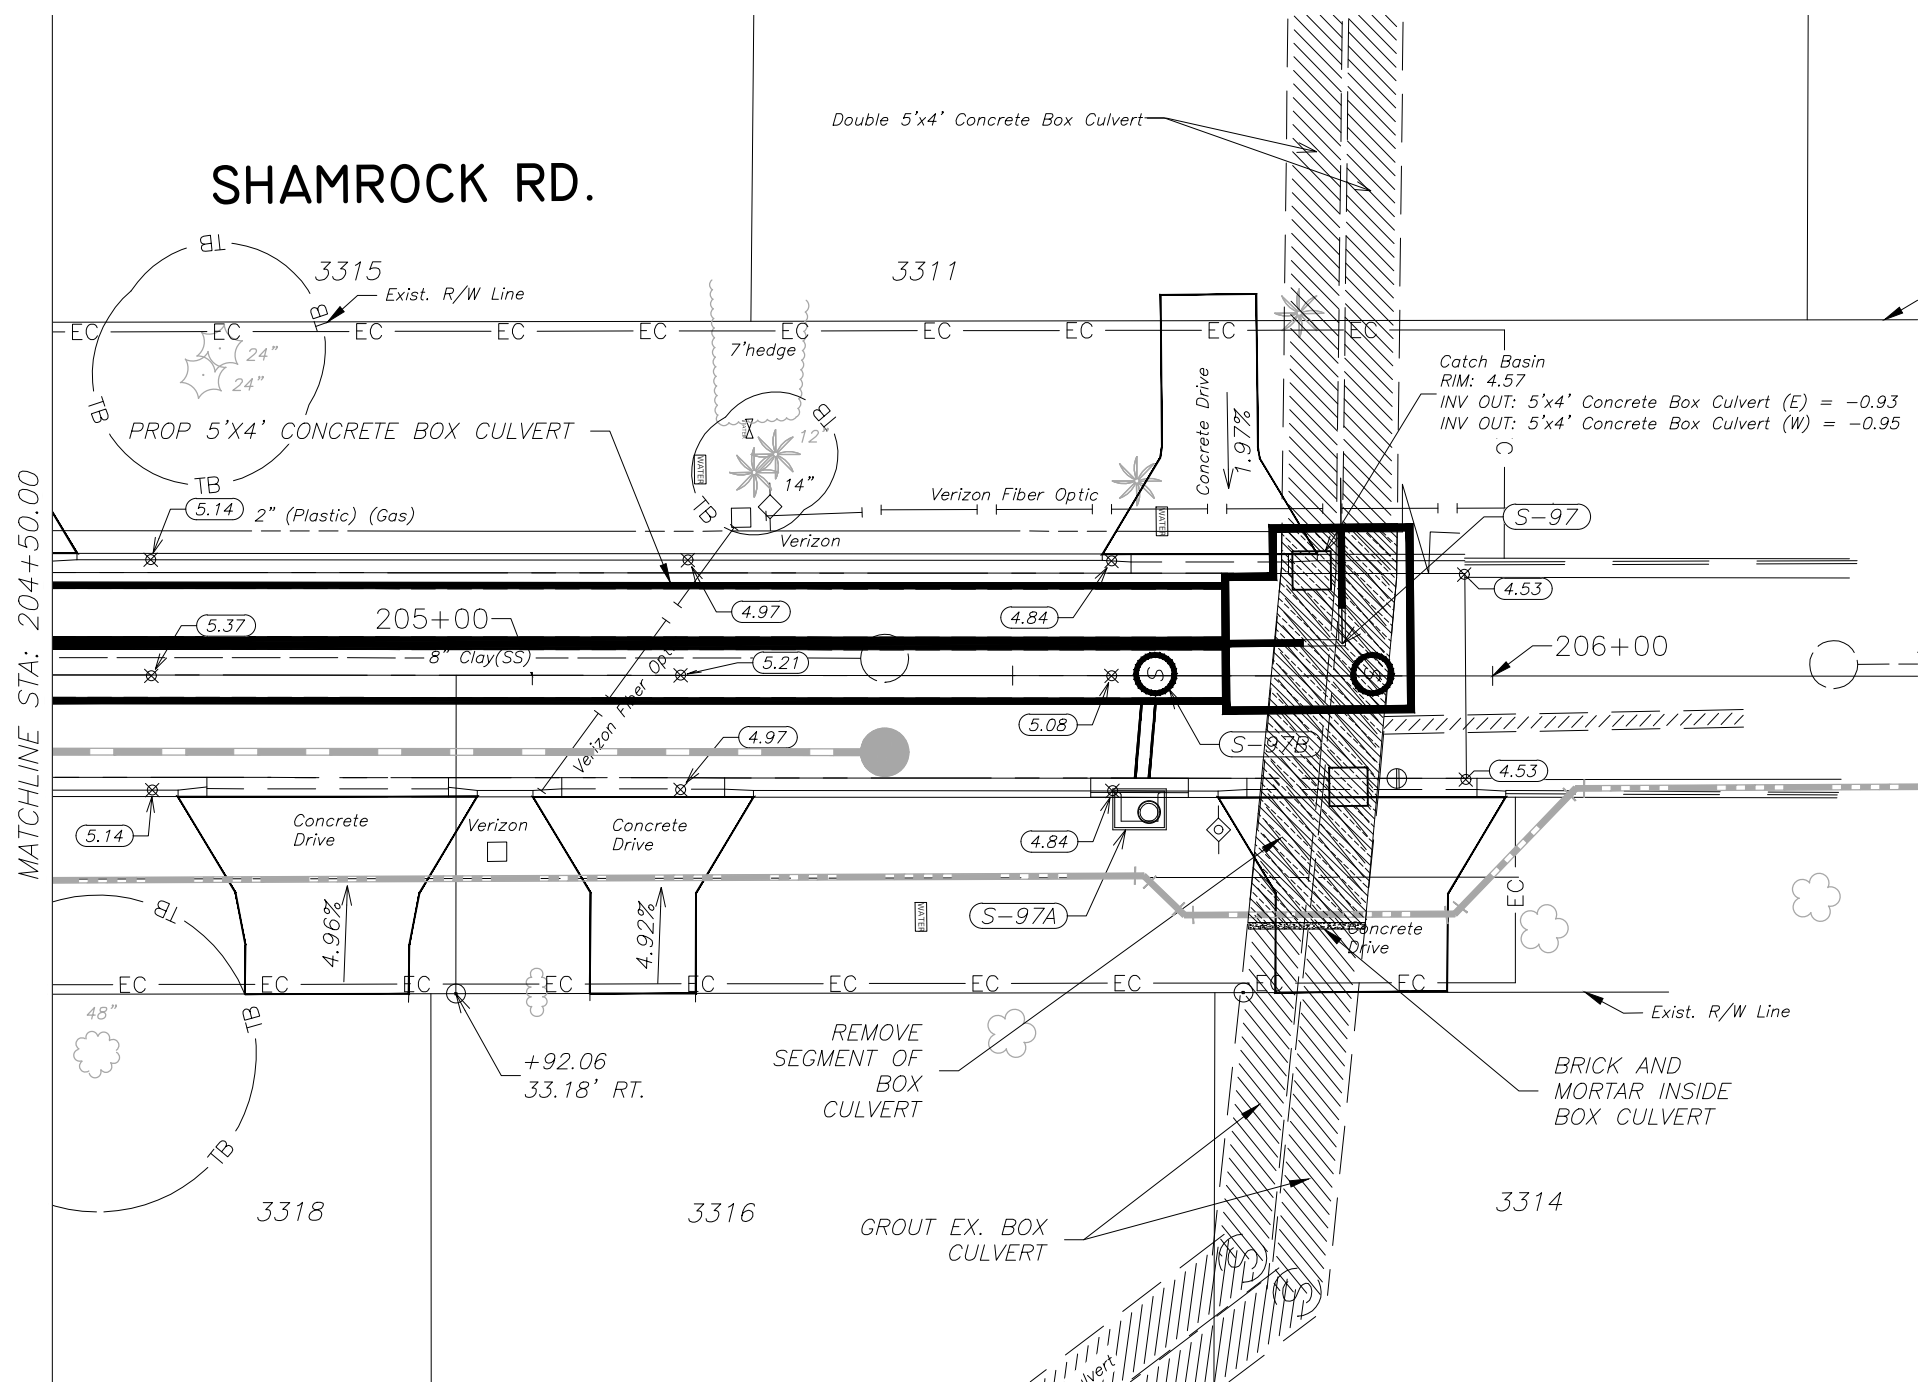 Double 5'x4' Concrete Box Culvert
SHAMROCK RD.
TB
3315
3311
Exist. R/W Line
TB
EC EC EC EC EC EC EC EC EC EC
24"
24"
7'hedge
Catch Basin
RIM: 4.57
INV OUT: 5'x4' Concrete Box Culvert (E) = -0.93
INV OUT: 5'x4' Concrete Box Culvert (W) = -0.95
Concrete Drive
1.97%
TB
TB
12"
PROP 5'X4' CONCRETE BOX CULVERT
C
WATER
14"
TB
TB
Verizon Fiber Optic
WATER
5.14
2" (Plastic) (Gas)
S-97
Verizon
MATCHLINE STA: 204+50.00
4.53
4.97
4.84
5.37
205+00
206+00
8" Clay(SS)
5.21
S
S
Verizon Fiber Optic
5.08
4.97
S-97B
4.53
5.14
Concrete
Drive
Verizon
Concrete
Drive
4.84
TB
4.96%
4.92%
WATER
S-97A
EC
Concrete
Drive
EC EC EC EC EC EC EC EC EC EC
48"
TB
Exist. R/W Line
REMOVE
SEGMENT OF
BOX
CULVERT
+92.06
33.18' RT.
BRICK AND
MORTAR INSIDE
BOX CULVERT
TB
3318
3316
3314
GROUT EX. BOX
CULVERT